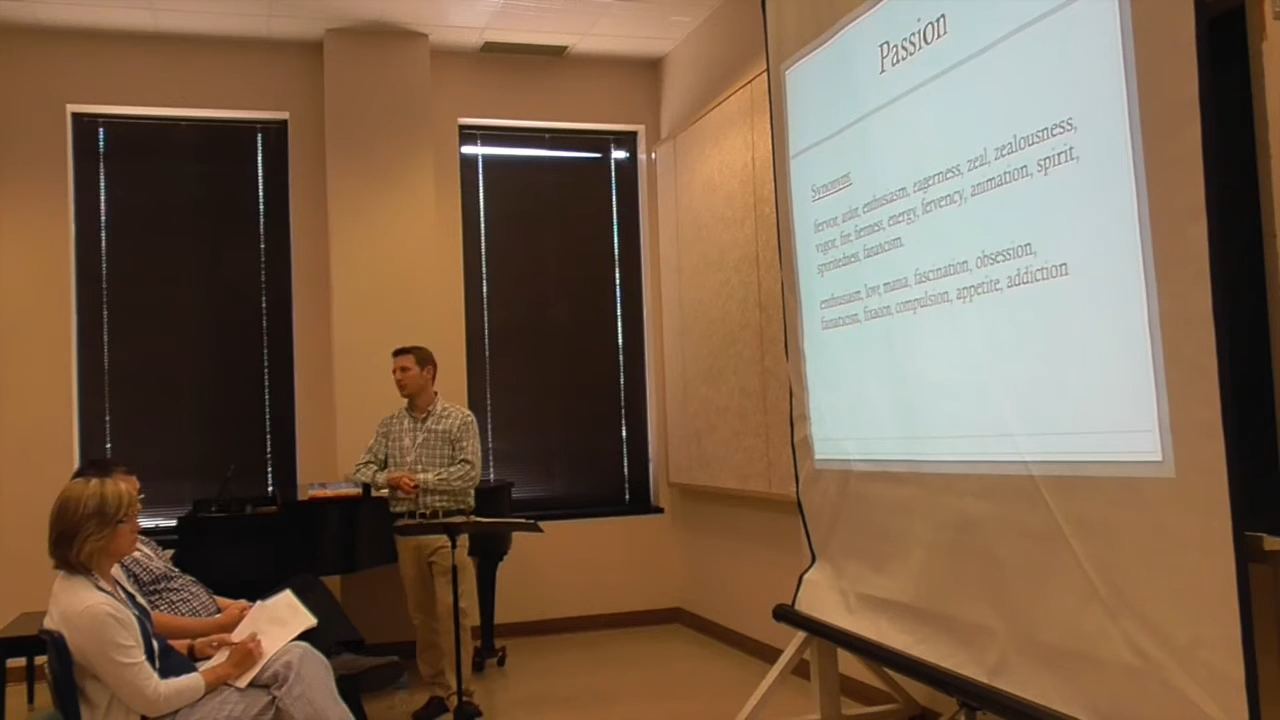 Passion
Synonyms
fervor, ardor, enthusiasm, eagerness, zeal, zealousness,
vigor, fire, fieriness, energy, fervency, animation, spirit,
spiritedness, fanaticism.
enthusiasm, love, mania, fascination, obsession,
fanaticism, fixation, compulsion, appetite, addiction